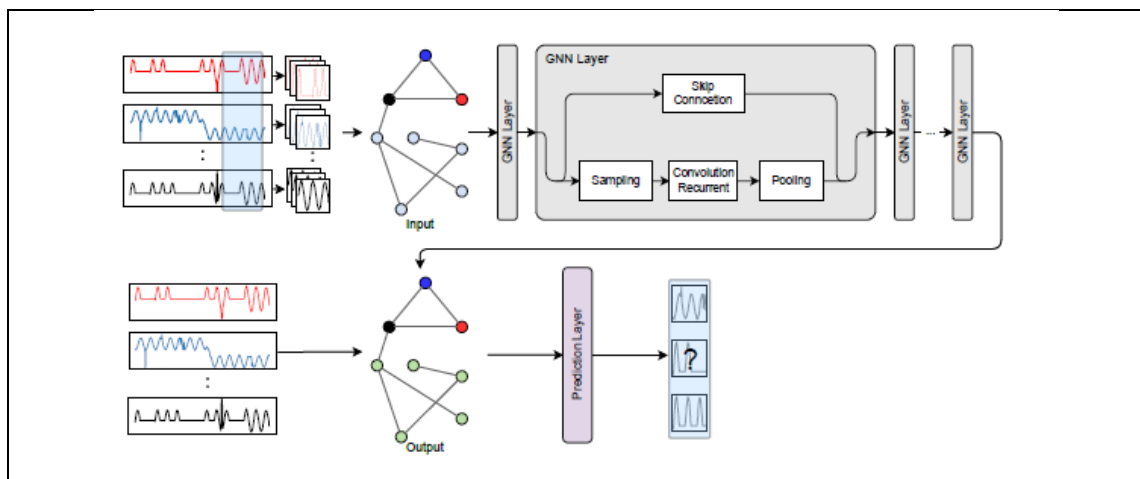 GNN Layer
GNN Layer
Skip
Conncetion
Sampling
Convolution
Recurrent
Pooling
GNN Layer
...
GNN Layer
:
:
:
Input
:
Prediction Layer
?
Output